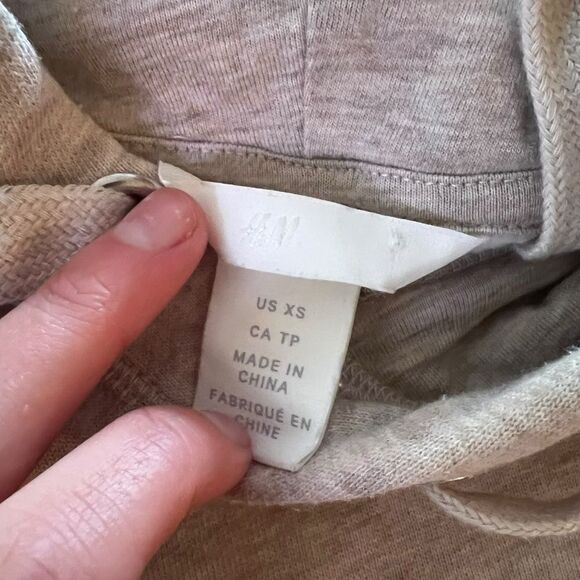 H&M
US XS
CA TP
MADE IN
CHINA
FABRIQUÉ EN
CHINE